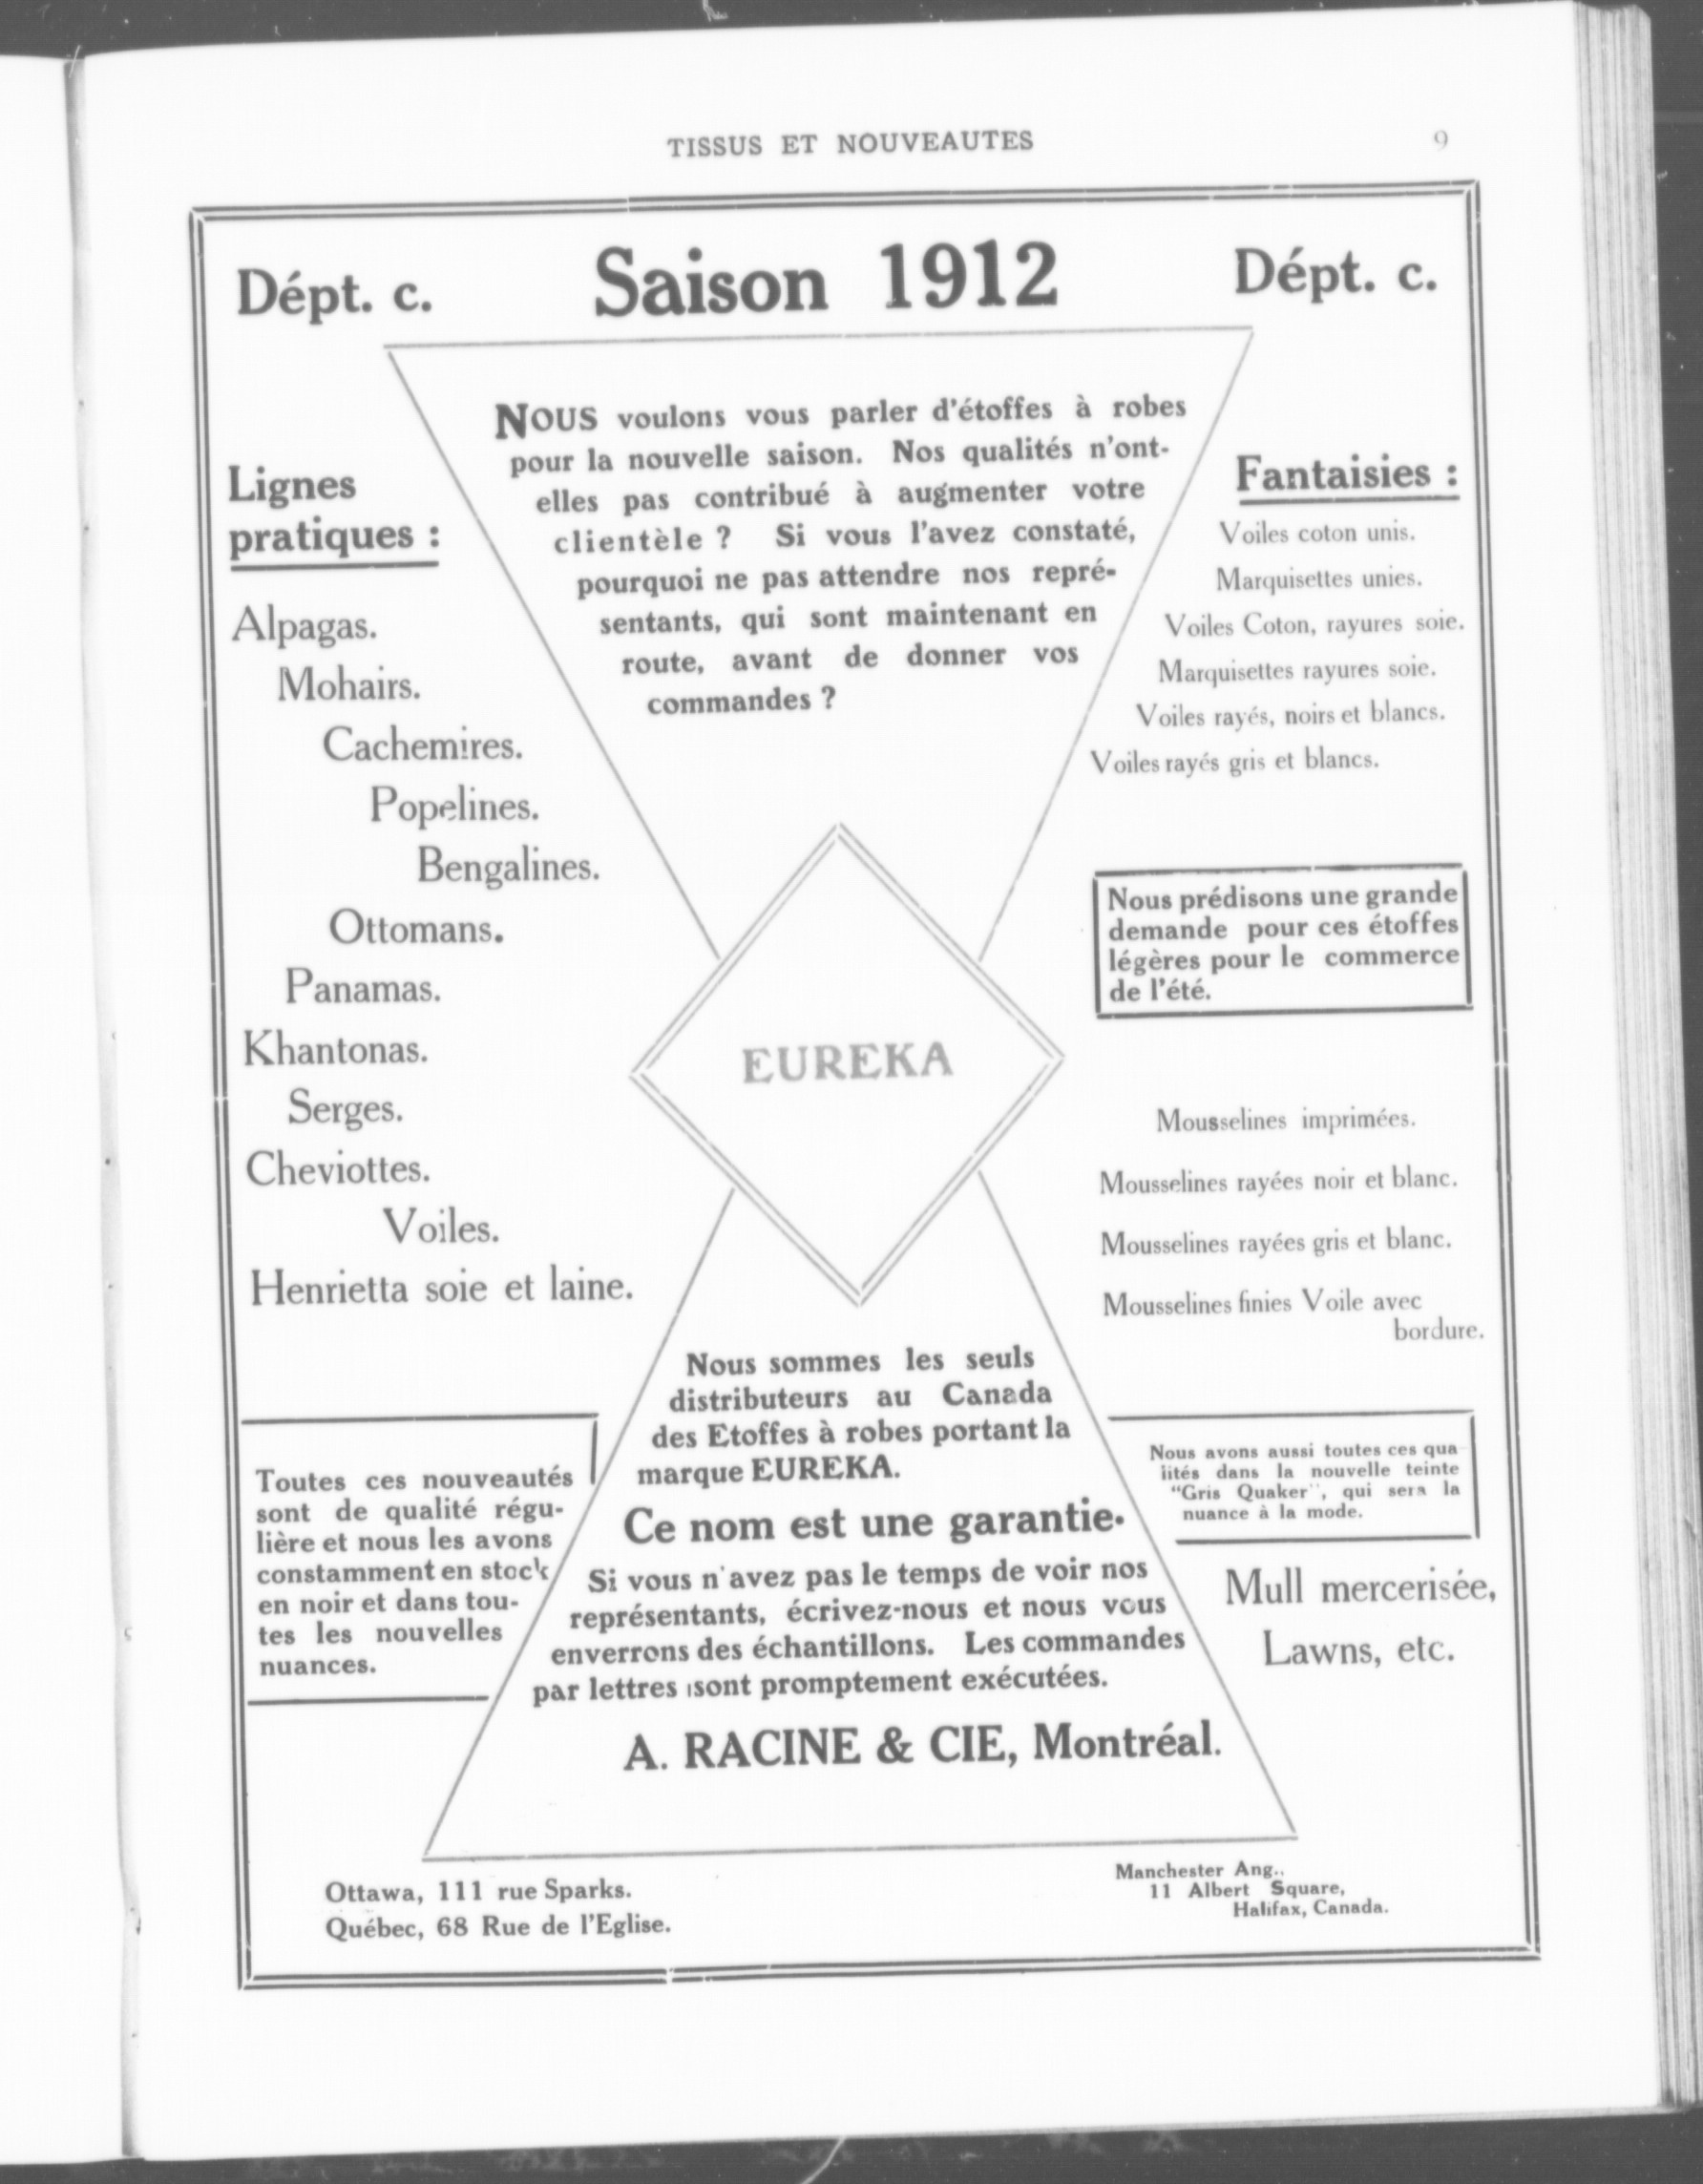 TISSUS ET NOUVEAUTES
9
Dépt. c.
Saison 1912
Dépt. c.
NOUS voulons vous parler d'étoffes à robes
pour la nouvelle saison. Nos qualités n'ont-
elles pas contribué à augmenter votre
clientèle ? Si vous l'avez constaté,
pourquoi ne pas attendre nos repré-
sentants, qui sont maintenant en
route, avant de donner vos
commandes ?
Lignes
pratiques :
Alpagas.
Mohairs.
Cachemires.
Popelines.
Bengalines.
Ottomans.
Panamas.
Khantonas.
Serges.
Cheviottes.
Voiles.
Henrietta soie et laine.
Fantaisies :
Voiles coton unis.
Marquisettes unies.
Voiles Coton, rayures soie.
Marquisettes rayures soie.
Voiles rayés, noirs et blancs.
Voiles rayés gris et blancs.
Nous prédisons une grande
demande pour ces étoffes
légères pour le commerce
de l'été.
EUREKA
Mousselines imprimées.
Mousselines rayées noir et blanc.
Mousselines rayées gris et blanc.
Mousselines finies Voile avec
bordure.
Toutes ces nouveautés
sont de qualité régu-
lière et nous les avons
constamment en stock
en noir et dans tou-
tes les nouvelles
nuances.
Nous sommes les seuls
distributeurs au Canada
des Etoffes à robes portant la
marque EUREKA.
Ce nom est une garantie.
Si vous n'avez pas le temps de voir nos
représentants, écrivez-nous et nous vous
enverrons des échantillons. Les commandes
par lettres sont promptement exécutées.
A. RACINE & CIE, Montréal.
Nous avons aussi toutes ces qua
lités dans la nouvelle teinte
"Gris Quaker", qui sera la
nuance à la mode.
Mull mercerisée,
Lawns, etc.
Ottawa, 111 rue Sparks.
Québec, 68 Rue de l'Eglise.
Manchester Ang.,
11 Albert Square,
Halifax, Canada.